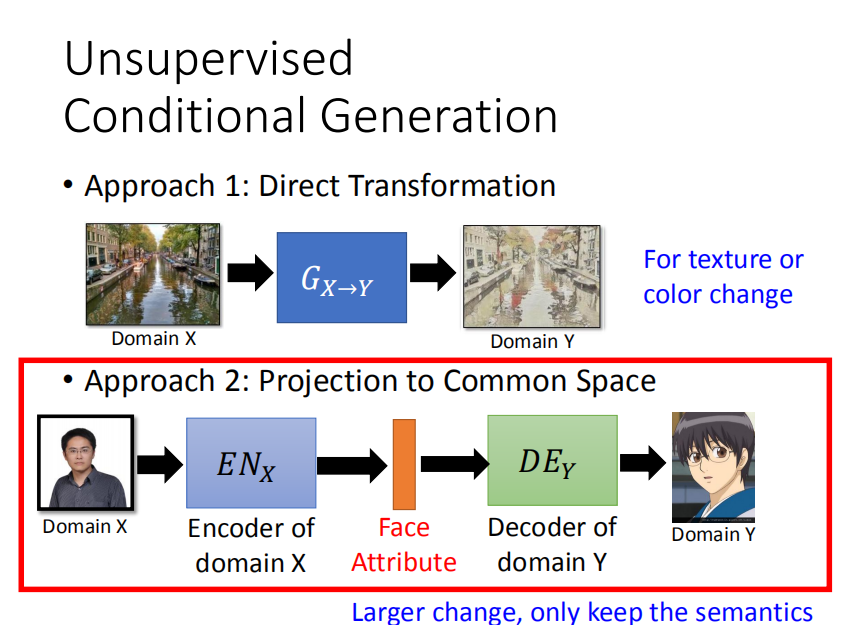 Unsupervised
Conditional Generation
• Approach 1: Direct Transformation
G_{X→Y}
For texture or
color change
Domain X
Domain Y
• Approach 2: Projection to Common Space
EN_X
DE_Y
Domain X
Encoder of
domain X
Face
Attribute
Decoder of
domain Y
Domain Y
Larger change, only keep the semantics